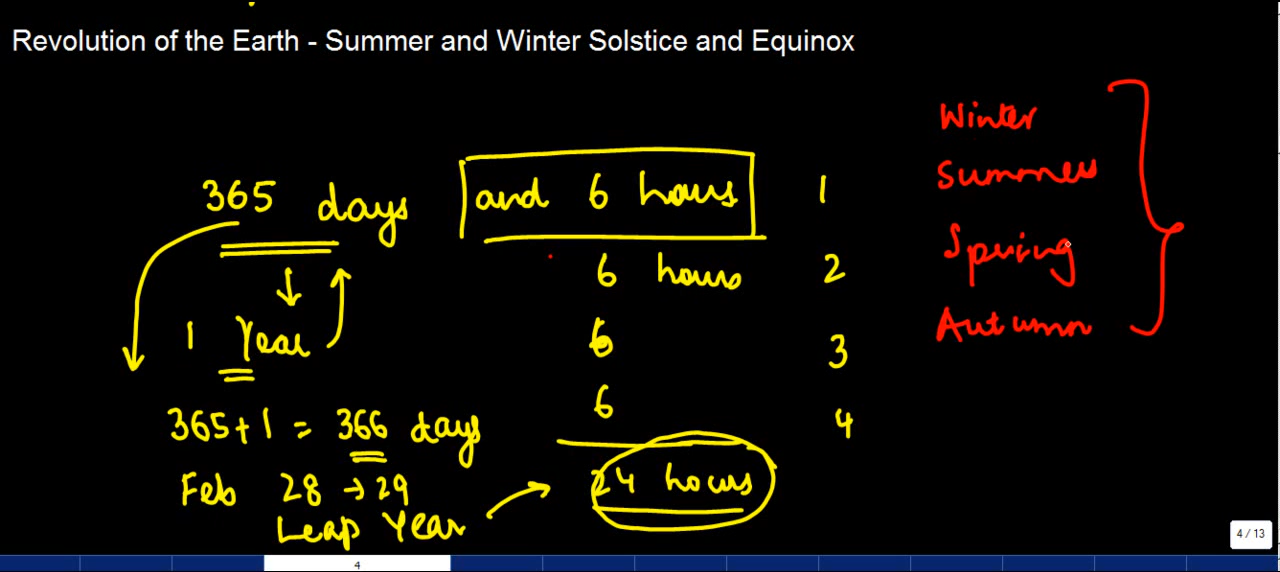 Revolution of the Earth - Summer and Winter Solstice and Equinox
365 days and 6 hours 1
6 hours 2
6 3
6 4
24 hours
1 Year
365+1 = 366 days
Feb 28 → 29
Leap Year
Winter
Summer
Spring
Autumn
4 / 13
4